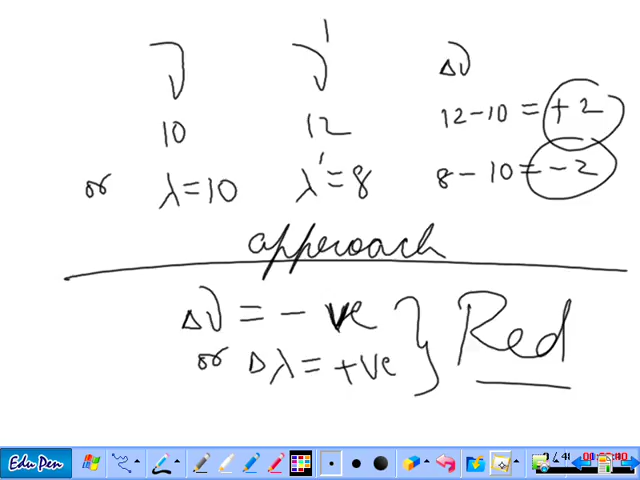 ν ν' Δν
10 12 12-10 = +2
or λ=10 λ'=8 8-10=-2
approach
Δν = -ve
or Δλ = +ve } Red
Edu Pen